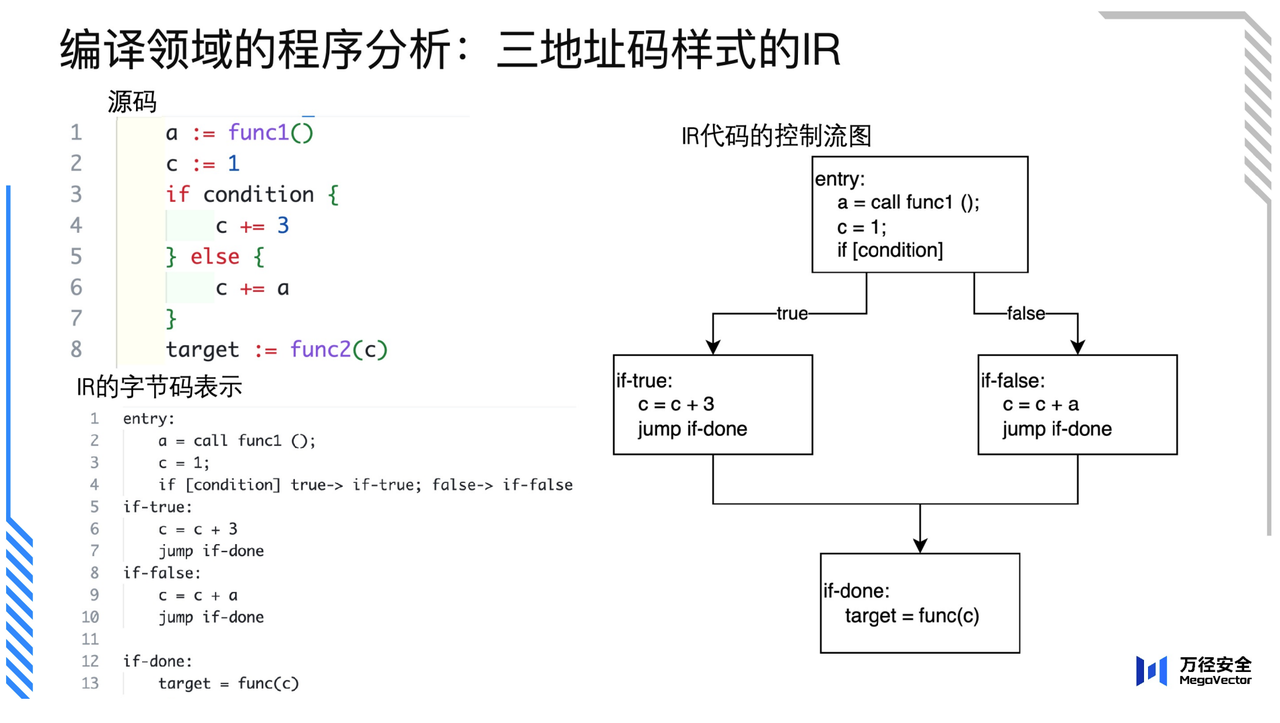 编译领域的程序分析：三地址码样式的IR
源码
1 a := func1()
2 c := 1
3 if condition {
4 c += 3
5 } else {
6 c += a
7 }
8 target := func2(c)
IR的字节码表示
1 entry:
2 a = call func1 ();
3 c = 1;
4 if [condition] true-> if-true; false-> if-false
5 if-true:
6 c = c + 3
7 jump if-done
8 if-false:
9 c = c + a
10 jump if-done
11
12 if-done:
13 target = func(c)
IR代码的控制流图
entry:
a = call func1 ();
c = 1;
if [condition]
true
false
if-true:
c = c + 3
jump if-done
if-false:
c = c + a
jump if-done
if-done:
target = func(c)
万径安全
MegaVector